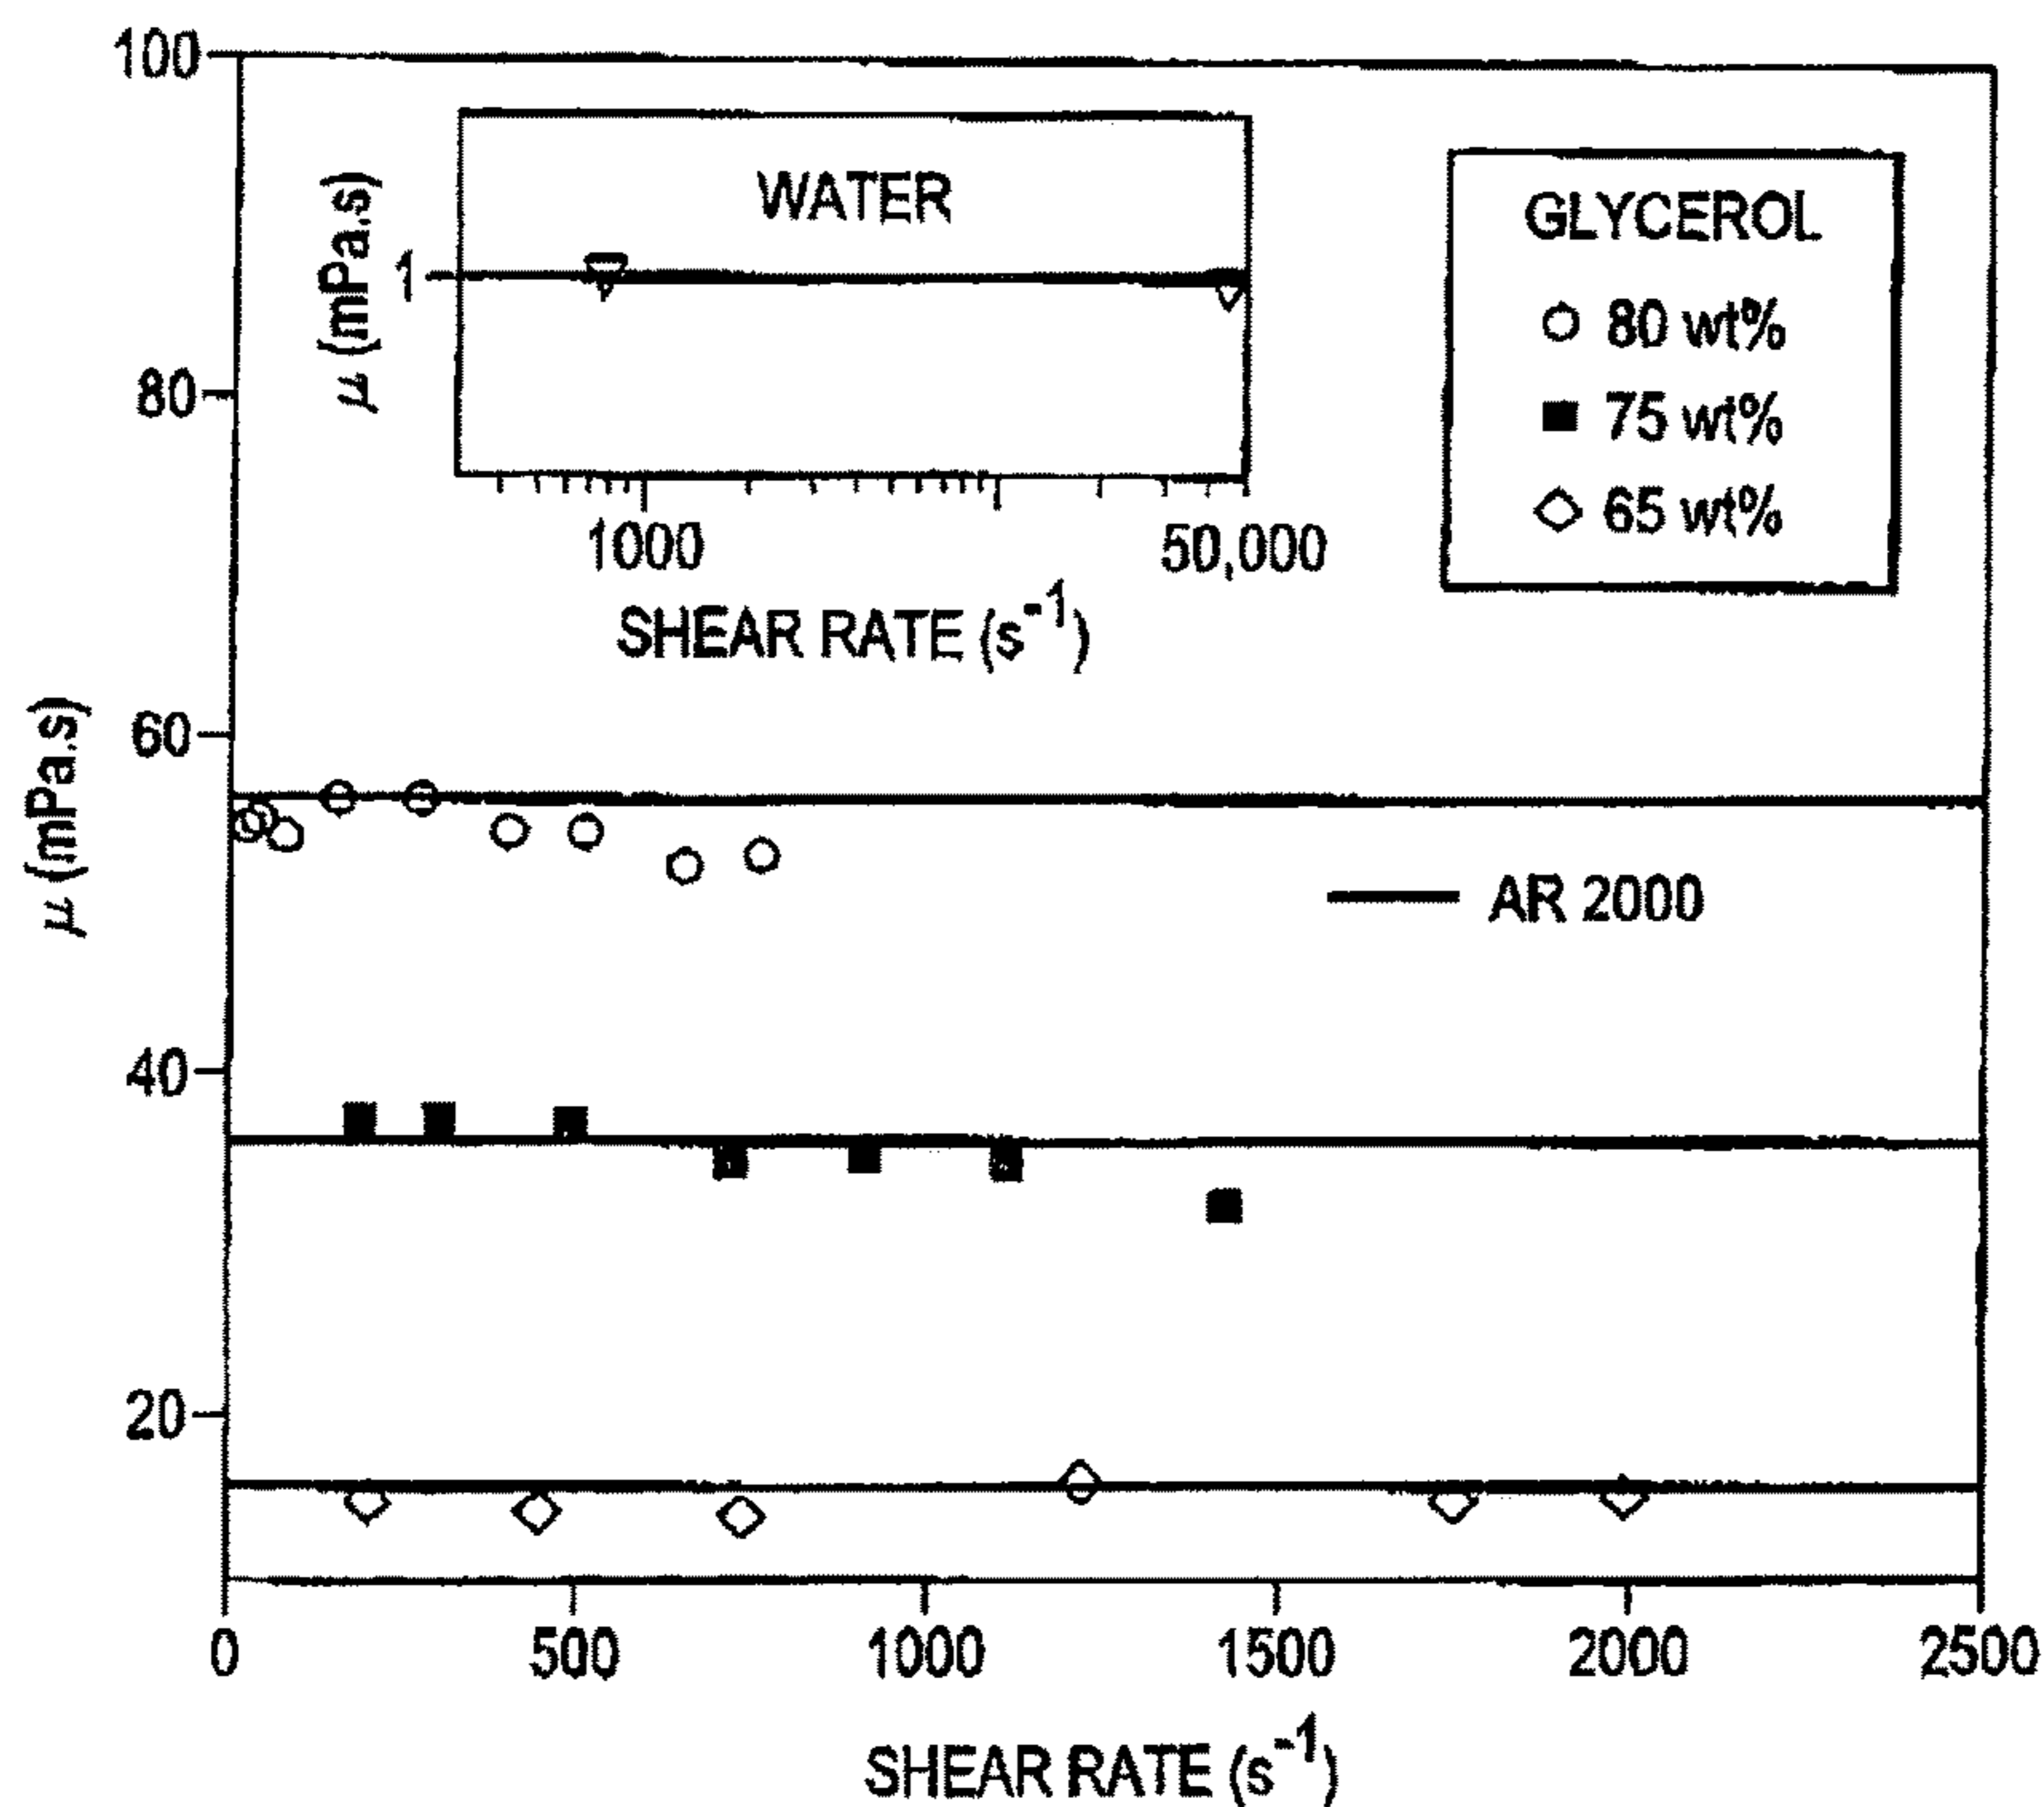 100
80
60
40
20
μ (mPa.s)
WATER
μ (mPa.s)
1
1000
50,000
SHEAR RATE (s⁻¹)
GLYCEROL
80 wt%
75 wt%
65 wt%
AR 2000
0
500
1000
1500
2000
2500
SHEAR RATE (s⁻¹)